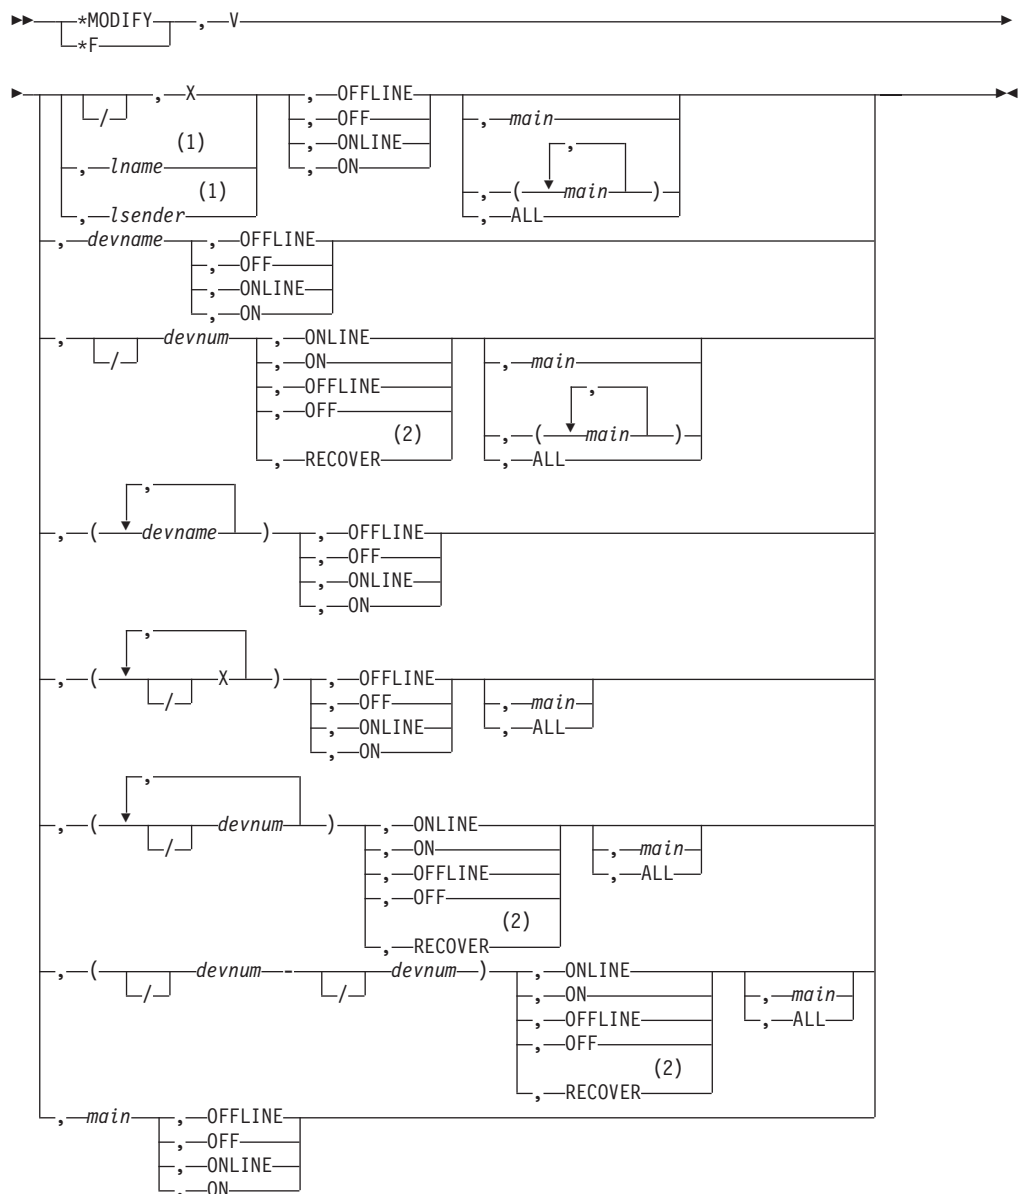 *MODIFY , V
*F
/ , X , OFFLINE
, OFF , main
(1) , ONLINE ,
, lname , ON
(1) , ( main )
, lsender , ALL
, devname , OFFLINE
, OFF
, ONLINE
, ON
, / devnum , ONLINE
, ON , main
, OFFLINE ,
, OFF
(2) , ( main )
, RECOVER , ALL
,
, ( devname ) , OFFLINE
, OFF
, ONLINE
, ON
,
, ( / X ) , OFFLINE
, OFF , main
, ONLINE , ALL
, ON
,
, ( / devnum ) , ONLINE
, ON , main
, OFFLINE , ALL
, OFF
(2)
, RECOVER
, ( / devnum - / devnum ) , ONLINE
, ON , main
, OFFLINE , ALL
, OFF
(2)
, RECOVER
, main , OFFLINE
, OFF
, ONLINE
, ON